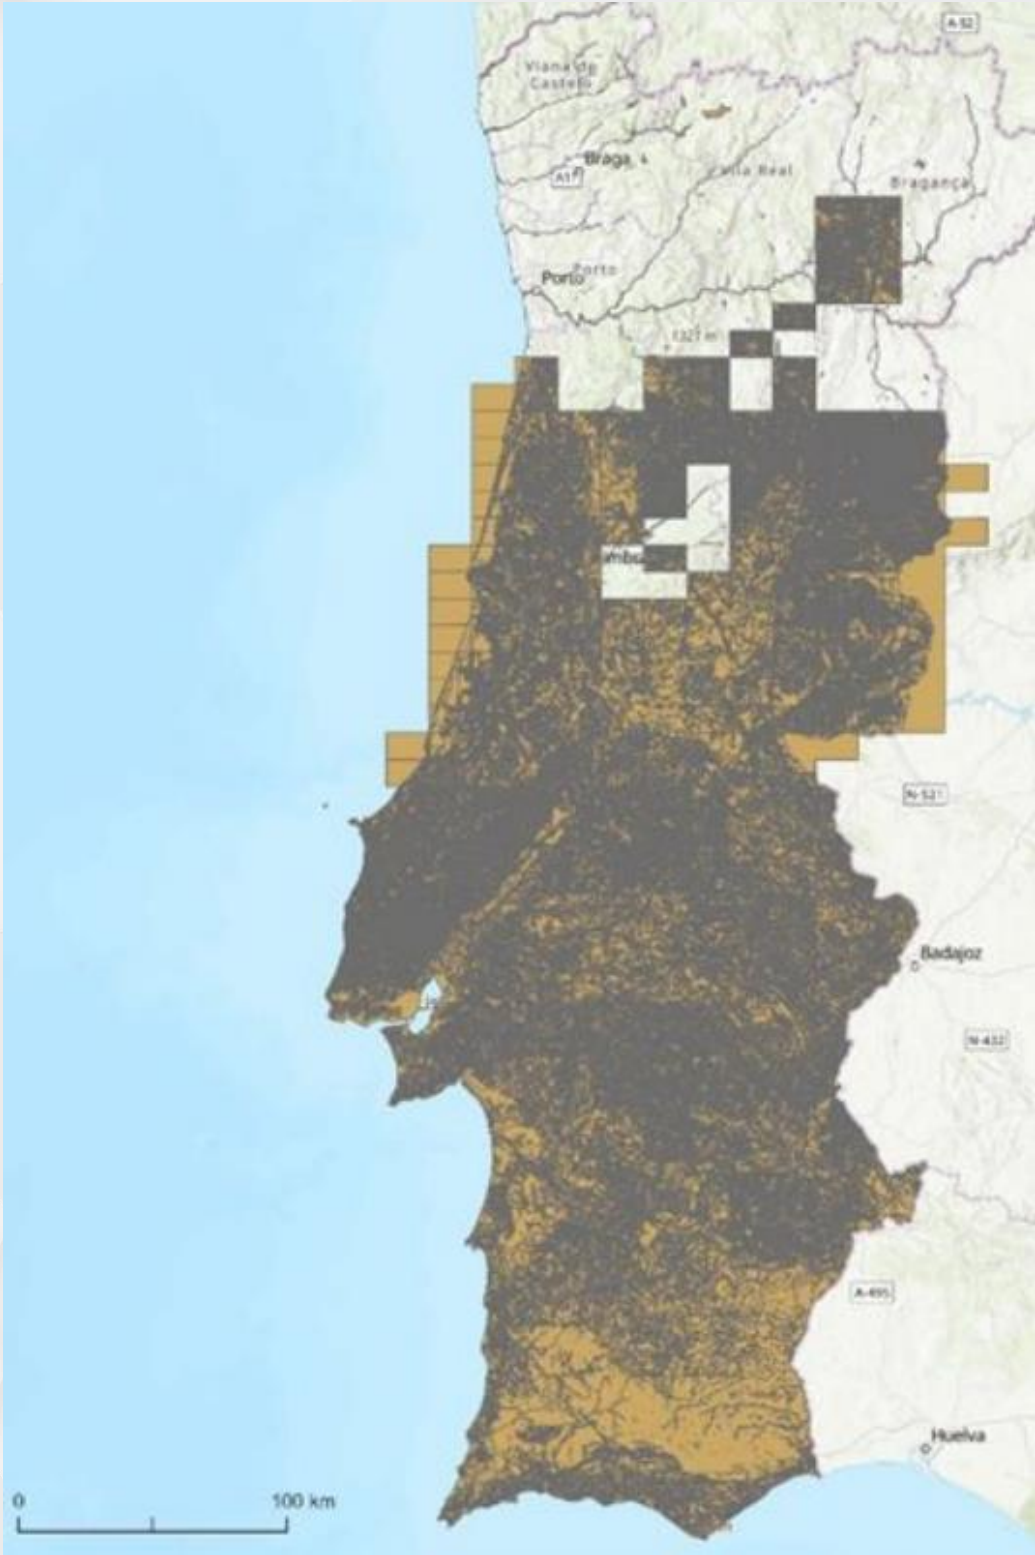 A-52
Viana do
Castelo
Braga
A11
Vila Real
Bragança
Porto
Porto
1321 m
N-521
Badajoz
N-432
A-495
Huelva
0
100 km